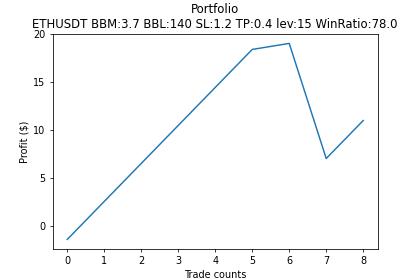 Portfolio
ETHUSDT BBM:3.7 BBL:140 SL:1.2 TP:0.4 lev:15 WinRatio:78.0
20
15
10
5
0
Profit ($)
0 1 2 3 4 5 6 7 8
Trade counts